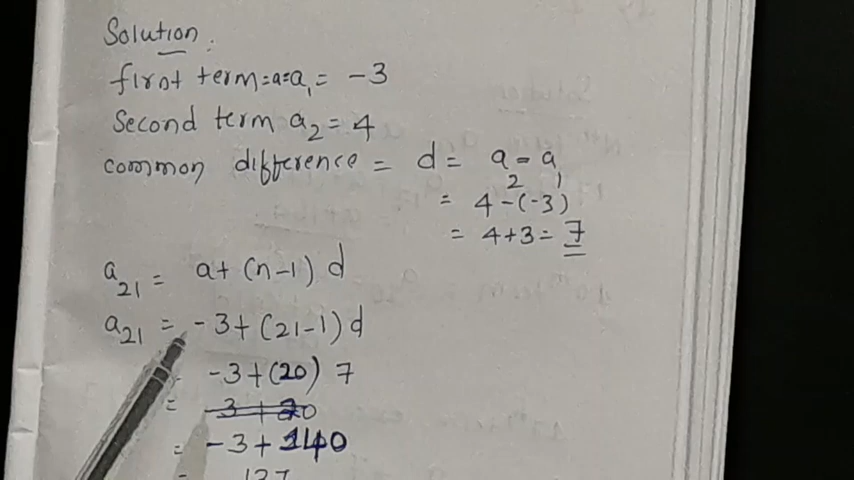 Solution.
first term=a=a₁= -3
Second term a₂=4
common difference = d= a₂-a₁
= 4-(-3)
= 4+3=7
a₂₁= a+(n-1)d
a₂₁=-3+(21-1)d
-3+(20)7
= -3+20
= -3+140
= 137